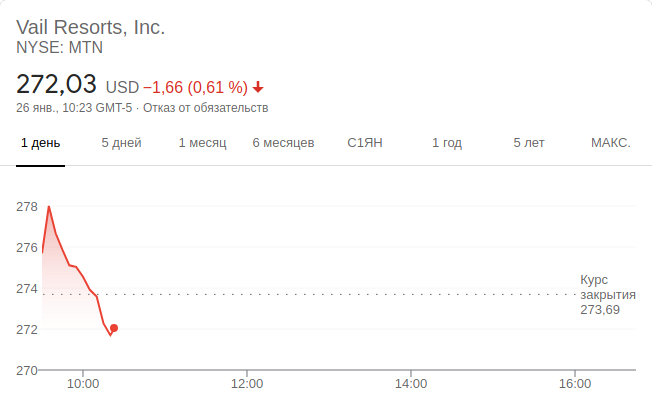 Vail Resorts, Inc.
NYSE: MTN
272,03 USD −1,66 (0,61 %)
26 янв., 10:23 GMT-5 · Отказ от обязательств
1 день 5 дней 1 месяц 6 месяцев С1ЯН 1 год 5 лет МАКС.
278
276
274
272
270
Курс
закрытия
273,69
10:00 12:00 14:00 16:00